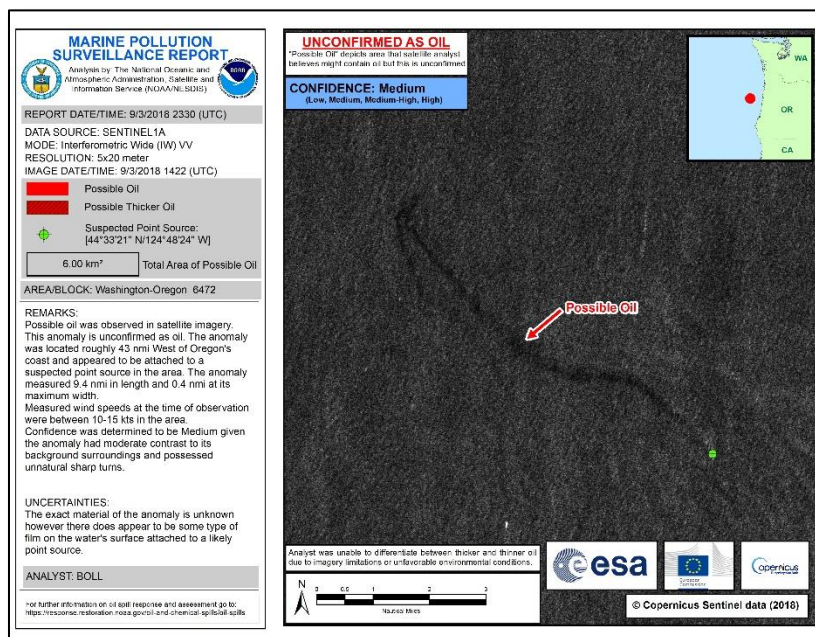 MARINE POLLUTION
SURVEILLANCE REPORT
Analysis by: The National Oceanic and
Atmospheric Administration, Satellite and
Information Service (NOAA/NESDIS)
REPORT DATE/TIME: 9/3/2018 2330 (UTC)
DATA SOURCE: SENTINEL1A
MODE: Interferometric Wide (IW) VV
RESOLUTION: 5x20 meter
IMAGE DATE/TIME: 9/3/2018 1422 (UTC)
Possible Oil
Possible Thicker Oil
Suspected Point Source:
[44°33'21" N/124°48'24" W]
6.00 km² Total Area of Possible Oil
AREA/BLOCK: Washington-Oregon 6472
REMARKS:
Possible oil was observed in satellite imagery.
This anomaly is unconfirmed as oil. The anomaly
was located roughly 43 nmi West of Oregon's
coast and appeared to be attached to a
suspected point source in the area. The anomaly
measured 9.4 nmi in length and 0.4 nmi at its
maximum width.
Measured wind speeds at the time of observation
were between 10-15 kts in the area.
Confidence was determined to be Medium given
the anomaly had moderate contrast to its
background surroundings and possessed
unnatural sharp turns.
UNCERTAINTIES:
The exact material of the anomaly is unknown
however there does appear to be some type of
film on the water's surface attached to a likely
point source.
ANALYST: BOLL
For further information on oil spill response and assessment go to:
https://response.restoration.noaa.gov/oil-and-chemical-spills/oil-spills
UNCONFIRMED AS OIL
"Possible Oil" depicts area that satellite analyst
believes might contain oil but this is unconfirmed
CONFIDENCE: Medium
(Low, Medium, Medium-High, High)
WA
OR
CA
Possible Oil
Analyst was unable to differentiate between thicker and thinner oil
due to imagery limitations or unfavorable environmental conditions.
N
Nautical Miles
esa
European
Commission
Copernicus
© Copernicus Sentinel data (2018)